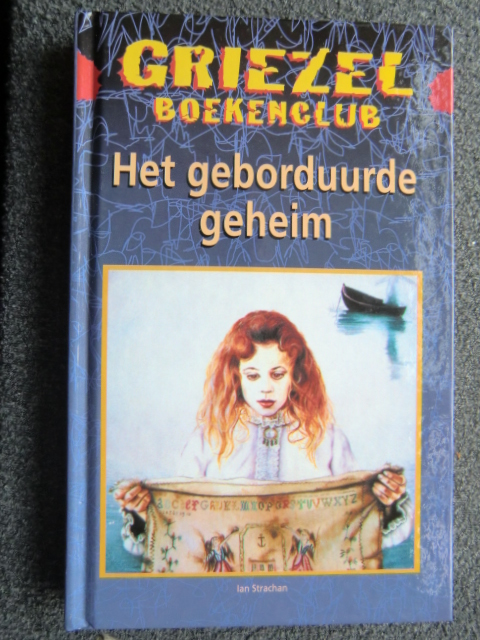 GRIEZEL
BOEKENCLUB
Het geborduurde
geheim
Ian Strachan